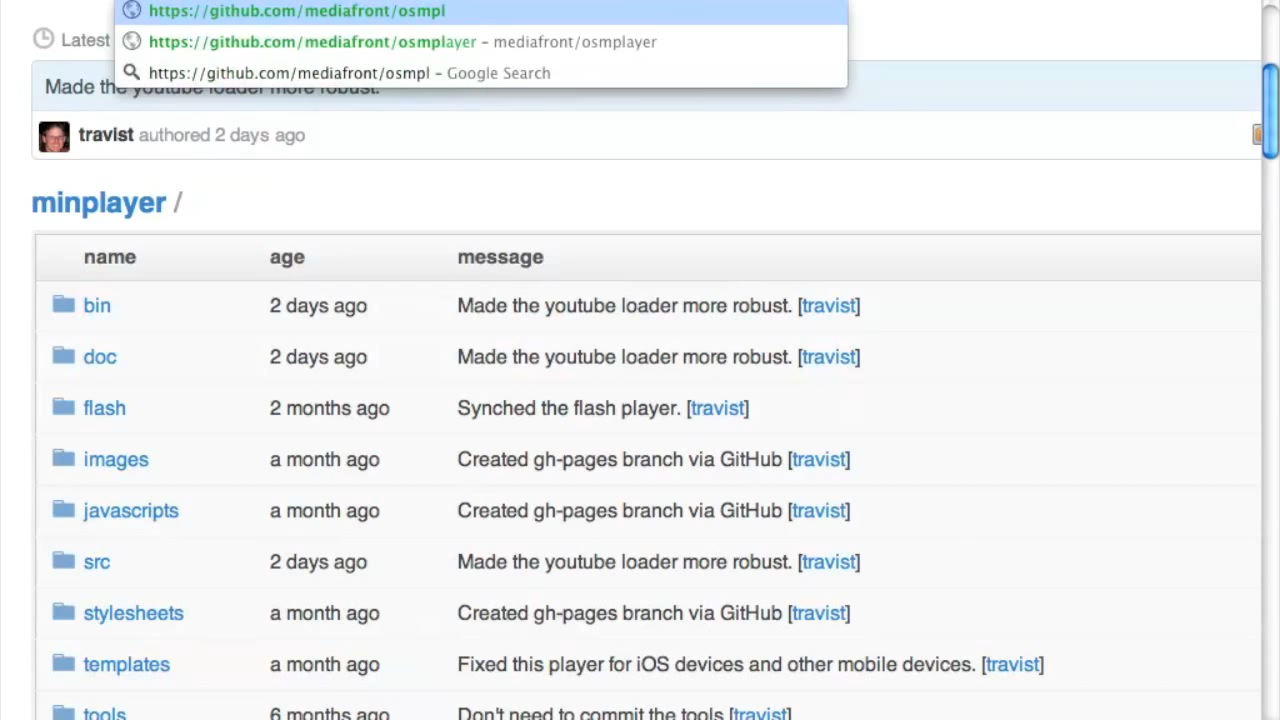 https://github.com/mediafront/osmpl
Latest
https://github.com/mediafront/osmplayer – mediafront/osmplayer
https://github.com/mediafront/osmpl – Google Search
Made the youtube loader more robust.
travist authored 2 days ago
minplayer /
name age message
bin 2 days ago Made the youtube loader more robust. [travist]
doc 2 days ago Made the youtube loader more robust. [travist]
flash 2 months ago Synched the flash player. [travist]
images a month ago Created gh-pages branch via GitHub [travist]
javascripts a month ago Created gh-pages branch via GitHub [travist]
src 2 days ago Made the youtube loader more robust. [travist]
stylesheets a month ago Created gh-pages branch via GitHub [travist]
templates a month ago Fixed this player for iOS devices and other mobile devices. [travist]
tools 6 months ago Don't need to commit the tools [travist]